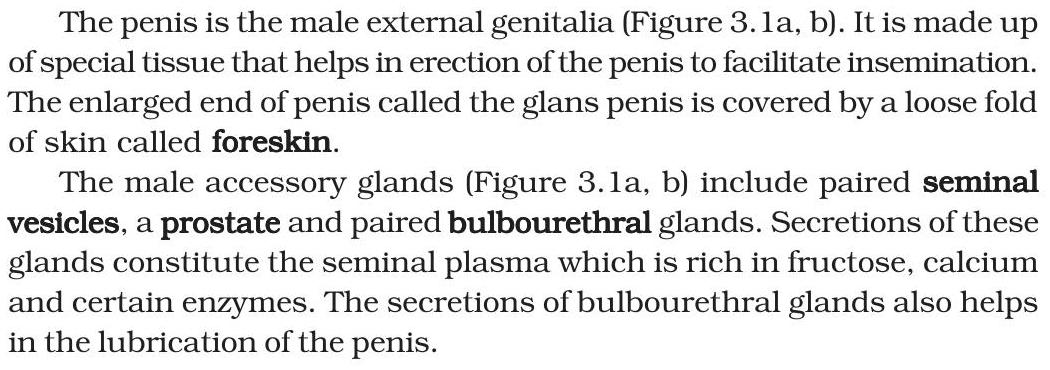 The penis is the male external genitalia (Figure 3.1a, b). It is made up
of special tissue that helps in erection of the penis to facilitate insemination.
The enlarged end of penis called the glans penis is covered by a loose fold
of skin called foreskin.
The male accessory glands (Figure 3.1a, b) include paired seminal
vesicles, a prostate and paired bulbourethral glands. Secretions of these
glands constitute the seminal plasma which is rich in fructose, calcium
and certain enzymes. The secretions of bulbourethral glands also helps
in the lubrication of the penis.